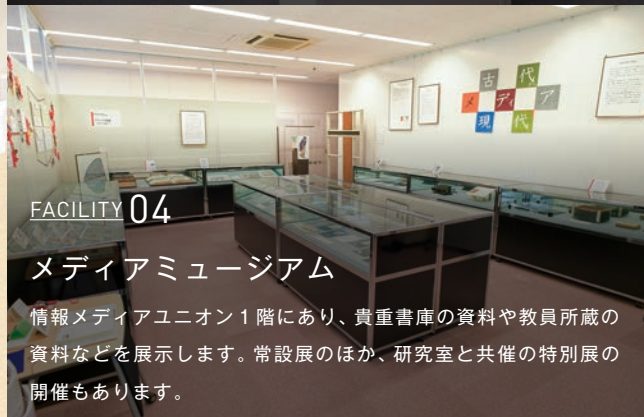 古代
メディア
現代
FACILITY 04
メディアミュージアム
情報メディアユニオン1階にあり、貴重書庫の資料や教員所蔵の
資料などを展示します。常設展のほか、研究室と共催の特別展の
開催もあります。